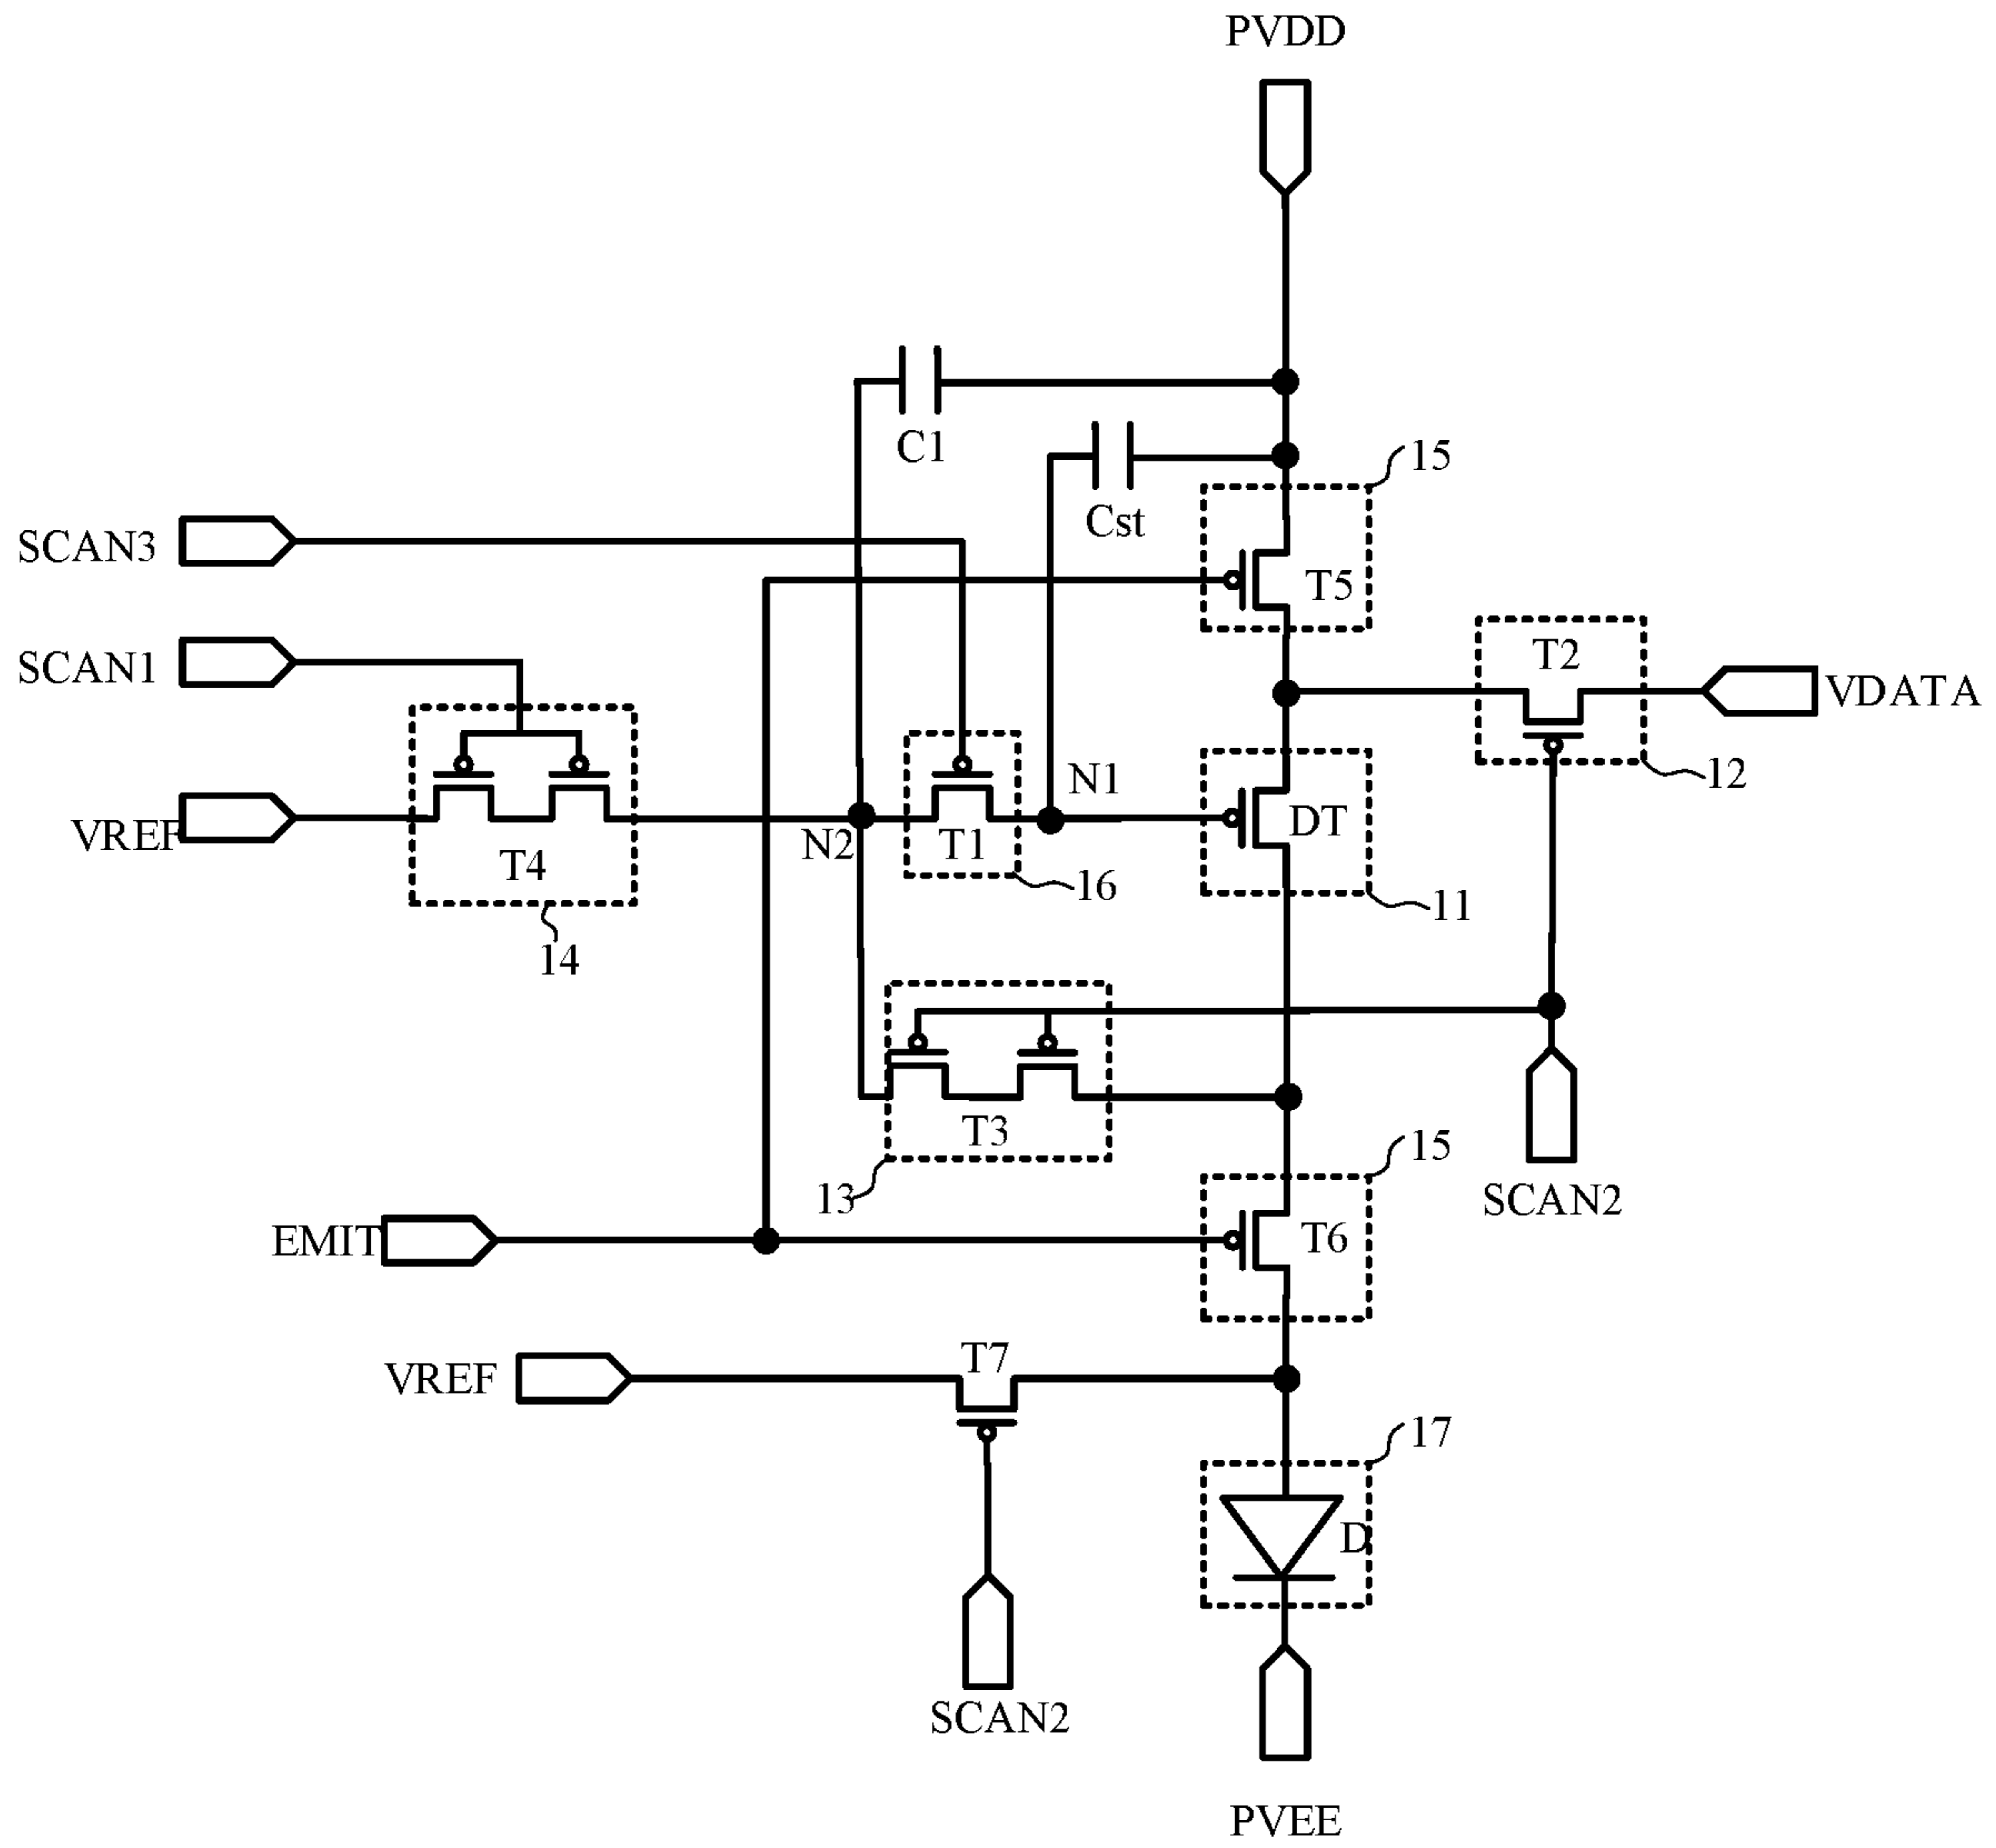 PVDD
C1
15
Cst
SCAN3
T5
SCAN1
T2
VDATA
N1
12
VREF
DT
N2
T1
T4
16
11
14
T3
15
13
SCAN2
EMIT
T6
VREF
T7
17
D
SCAN2
PVEE